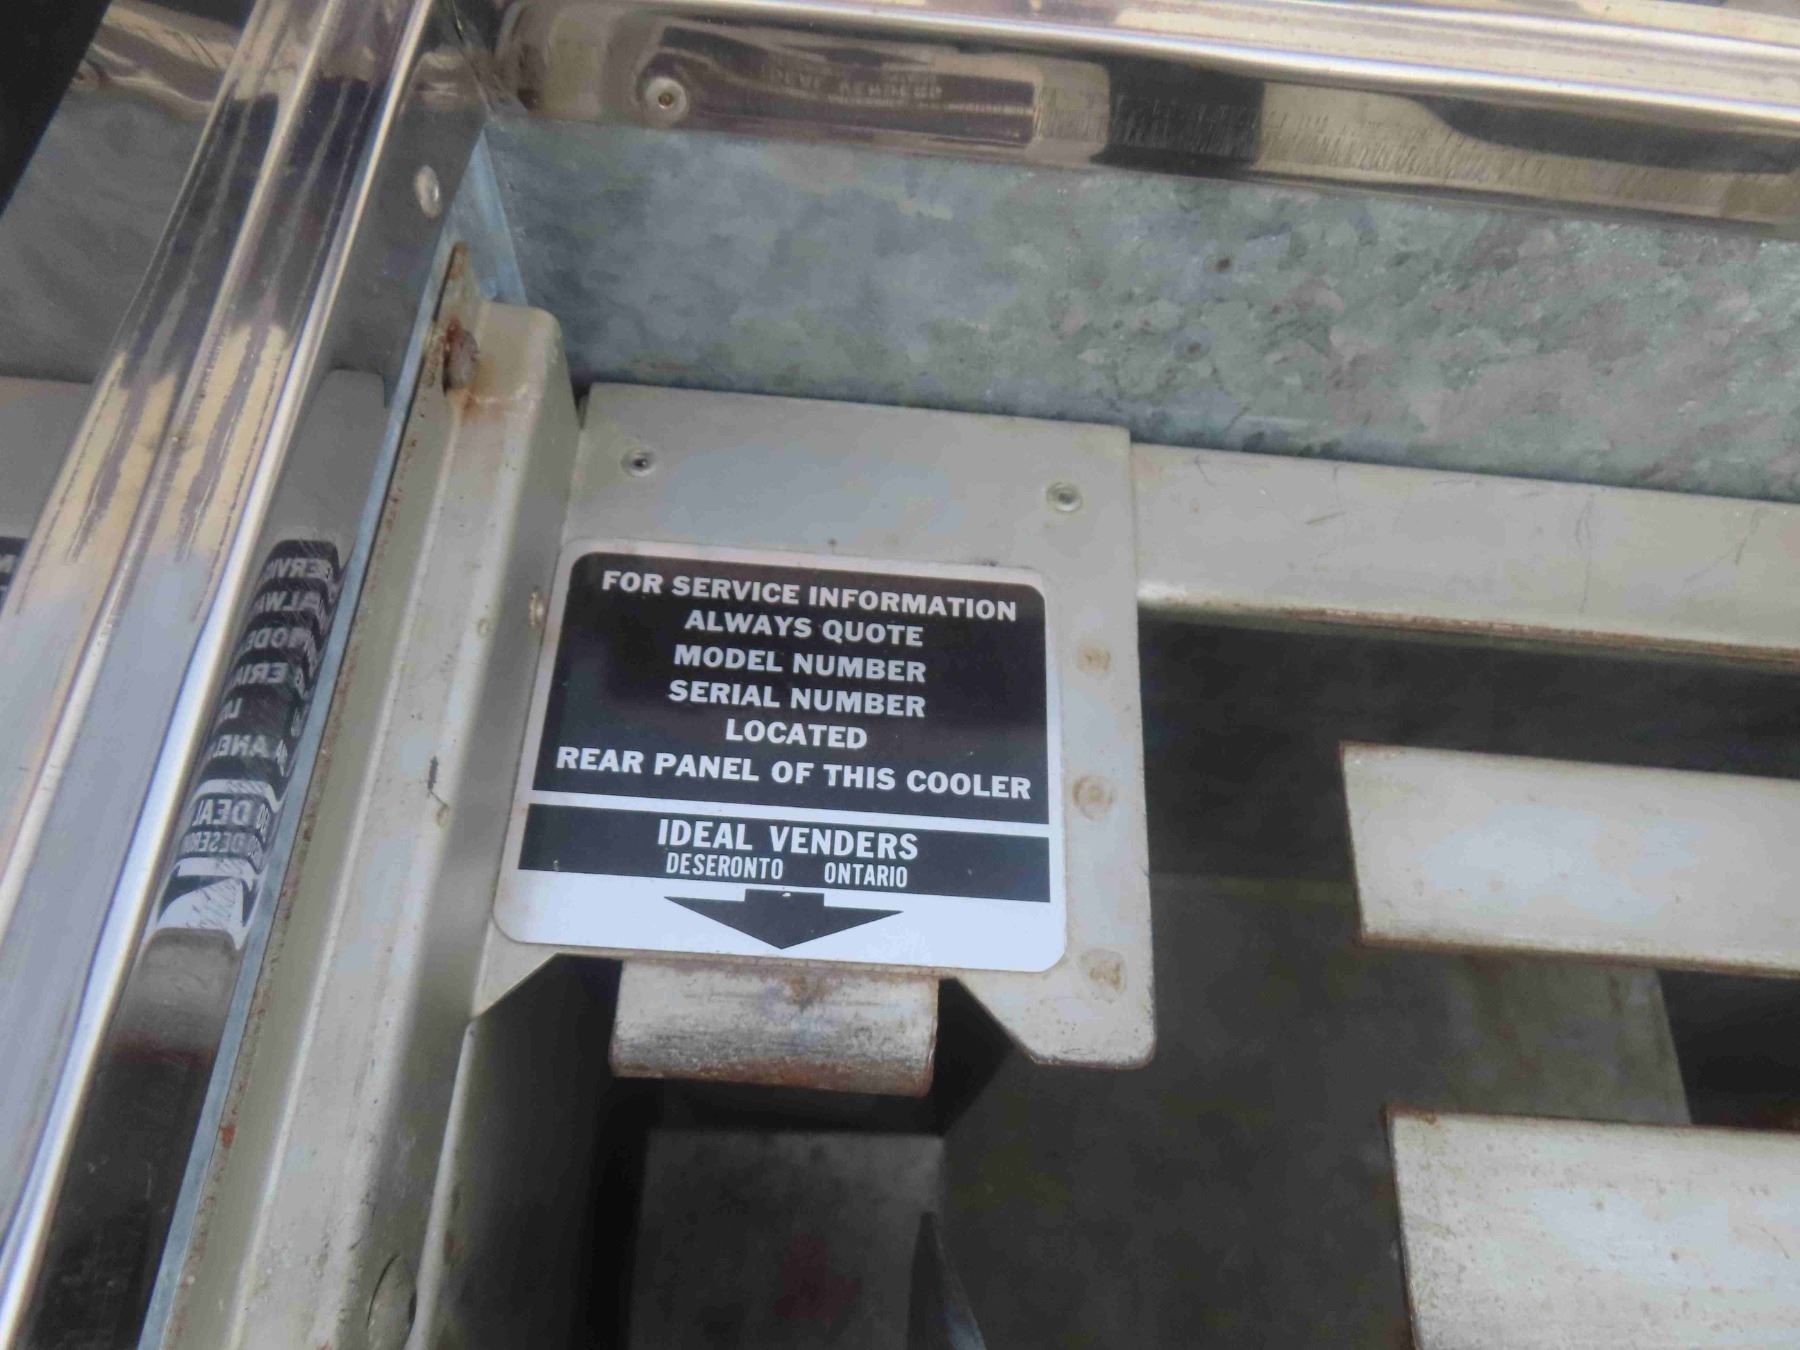 FOR SERVICE INFORMATION
ALWAYS QUOTE
MODEL NUMBER
SERIAL NUMBER
LOCATED
REAR PANEL OF THIS COOLER
IDEAL VENDERS
DESERONTO ONTARIO